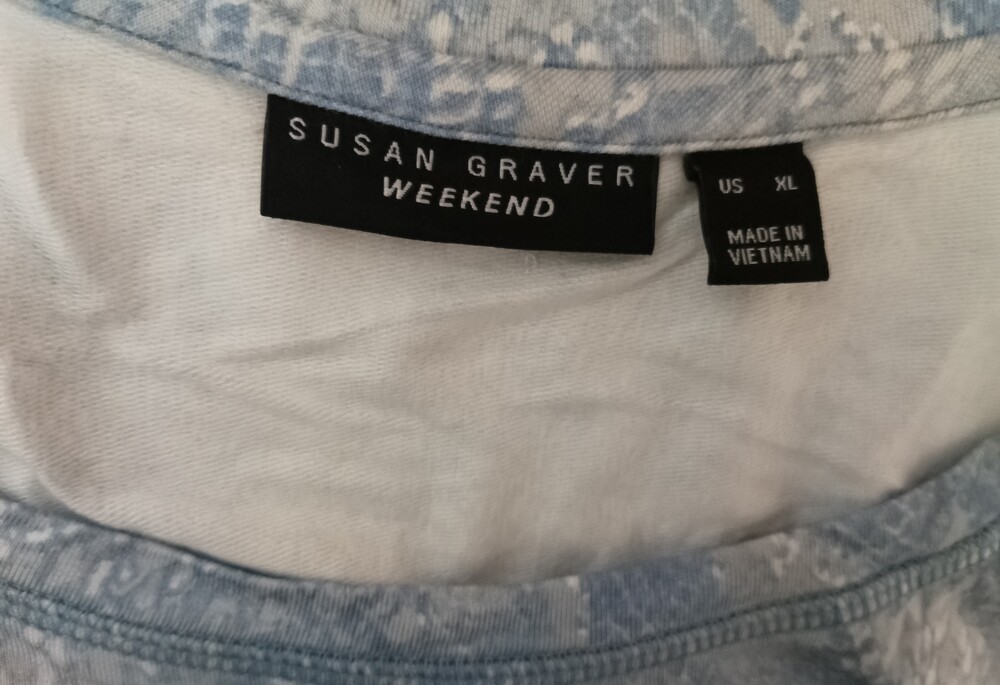 SUSAN GRAVER
WEEKEND
US XL
MADE IN
VIETNAM